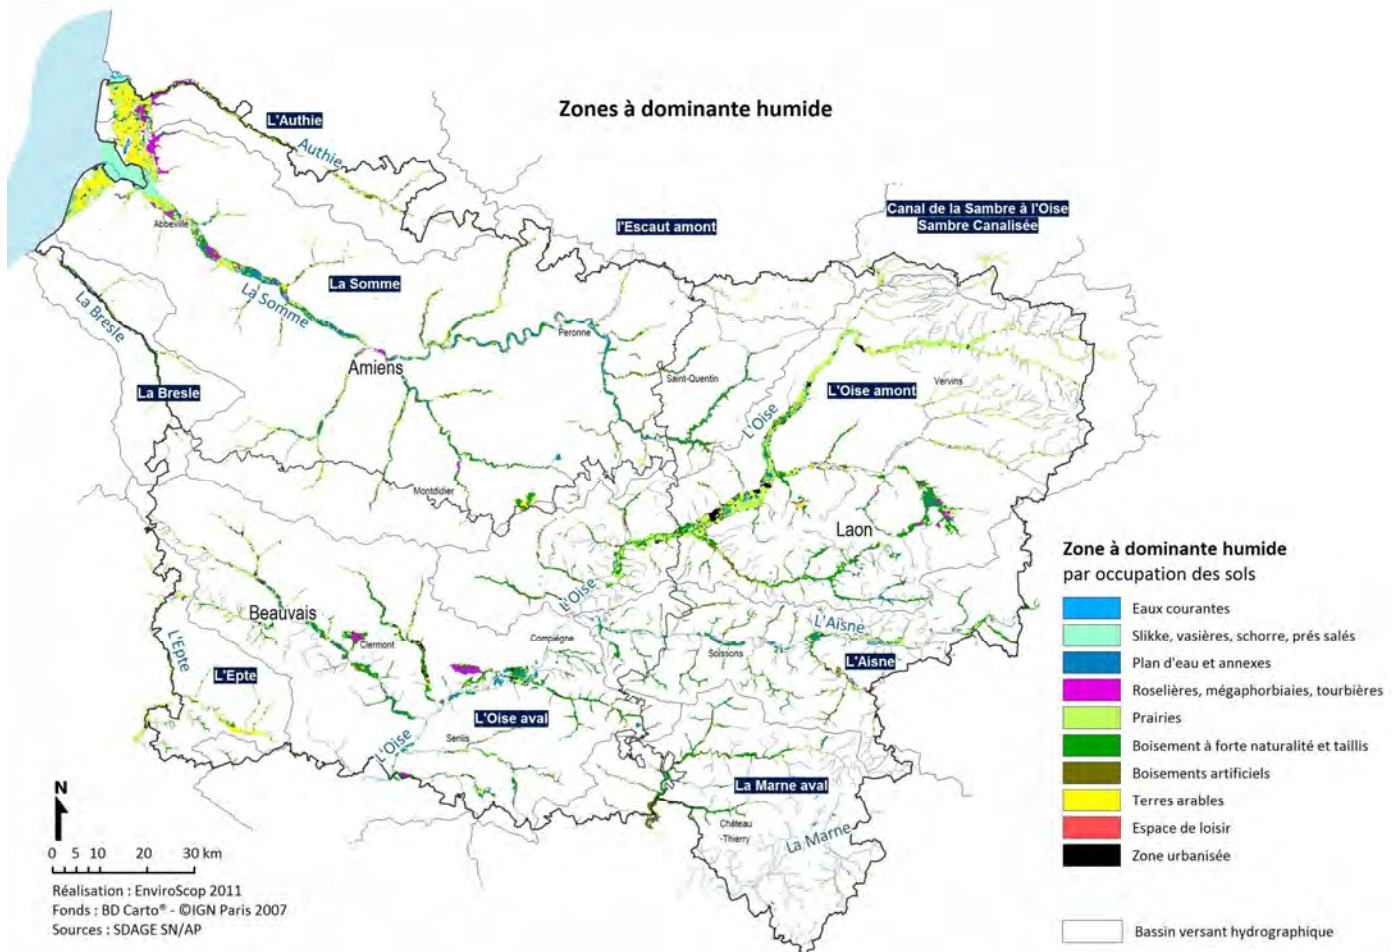 Zones à dominante humide
L'Authie
Authie
Canal de la Sambre à l'Oise
Sambre Canalisée
l'Escaut amont
Abbeville
La Somme
La Somme
La Bresle
Peronne
Amiens
Saint-Quentin
Vervins
La Bresle
L'Oise amont
L'Oise
Montdidier
Laon
L'Oise
Beauvais
Clermont
Compiègne
L'Aisne
Soissons
L'Epte
L'Epte
L'Aisne
L'Oise aval
L'Oise
Senlis
La Marne aval
Château
-Thierry
La Marne
Zone à dominante humide
par occupation des sols
Eaux courantes
Slikke, vasières, schorre, prés salés
Plan d'eau et annexes
Roselières, mégaphorbiaies, tourbières
Prairies
Boisement à forte naturalité et taillis
Boisements artificiels
Terres arables
Espace de loisir
Zone urbanisée
Bassin versant hydrographique
N
0 5 10 20 30 km
Réalisation : EnviroScop 2011
Fonds : BD Carto® - ©IGN Paris 2007
Sources : SDAGE SN/AP